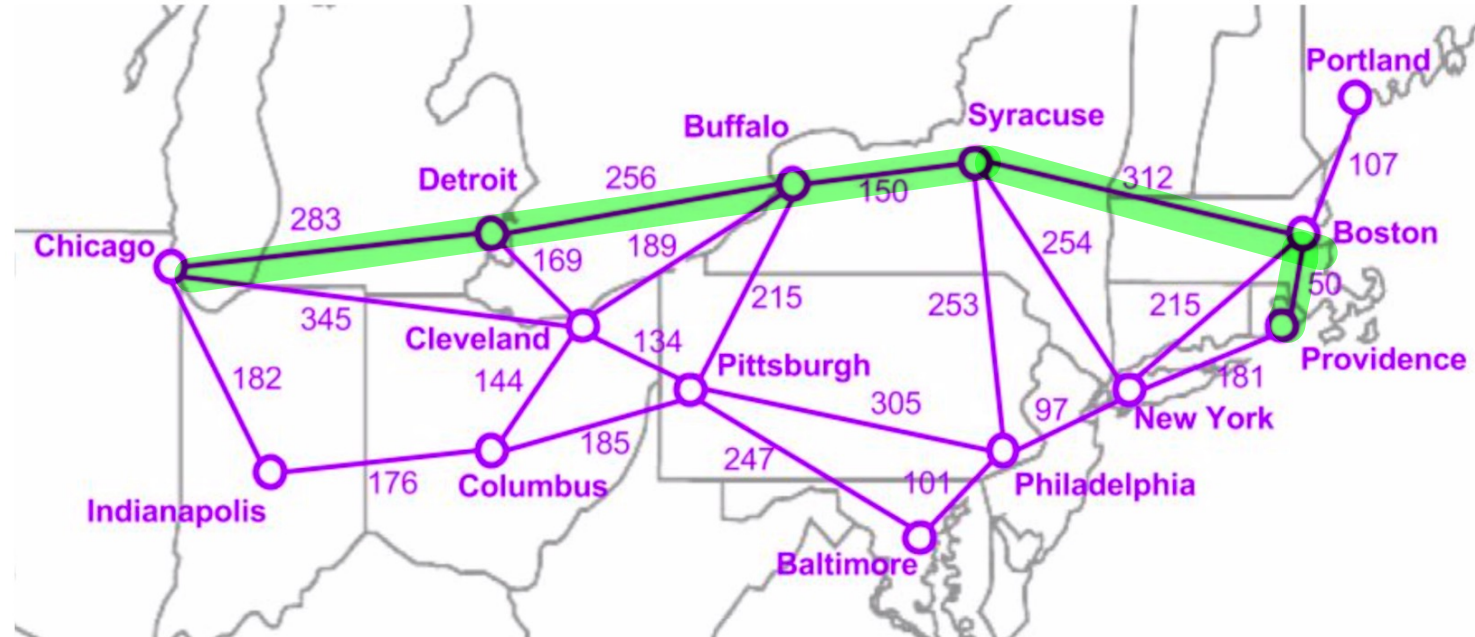 Portland
Syracuse
Buffalo
107
Detroit
256
312
150
283
Boston
Chicago
189
254
169
50
215
253
215
345
Cleveland
134
Providence
Pittsburgh
182
144
181
305
97
New York
185
247
176
Columbus
101
Philadelphia
Indianapolis
Baltimore